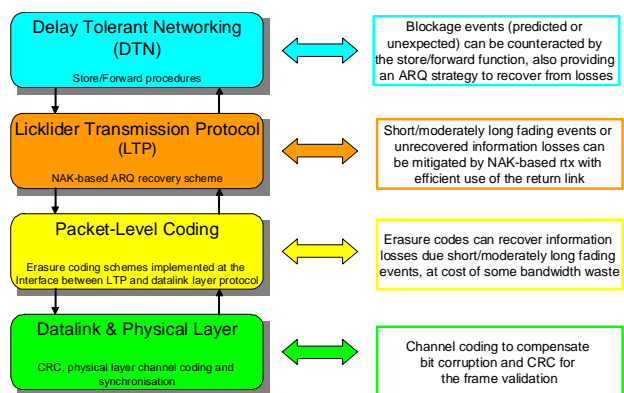 Delay Tolerant Networking
(DTN)
Store/Forward procedures
Blockage events (predicted or
unexpected) can be counteracted by
the store/forward function, also providing
an ARQ strategy to recover from losses
Licklider Transmission Protocol
(LTP)
NAK-based ARQ recovery scheme
Short/moderately long fading events or
unrecovered information losses can
be mitigated by NAK-based rtx with
efficient use of the return link
Packet-Level Coding
Erasure coding schemes implemented at the
Interface between LTP and datalink layer protocol
Erasure codes can recover information
losses due short/moderately long fading
events, at cost of some bandwidth waste
Datalink & Physical Layer
CRC, physical layer channel coding and
synchronisation
Channel coding to compensate
bit corruption and CRC for
the frame validation